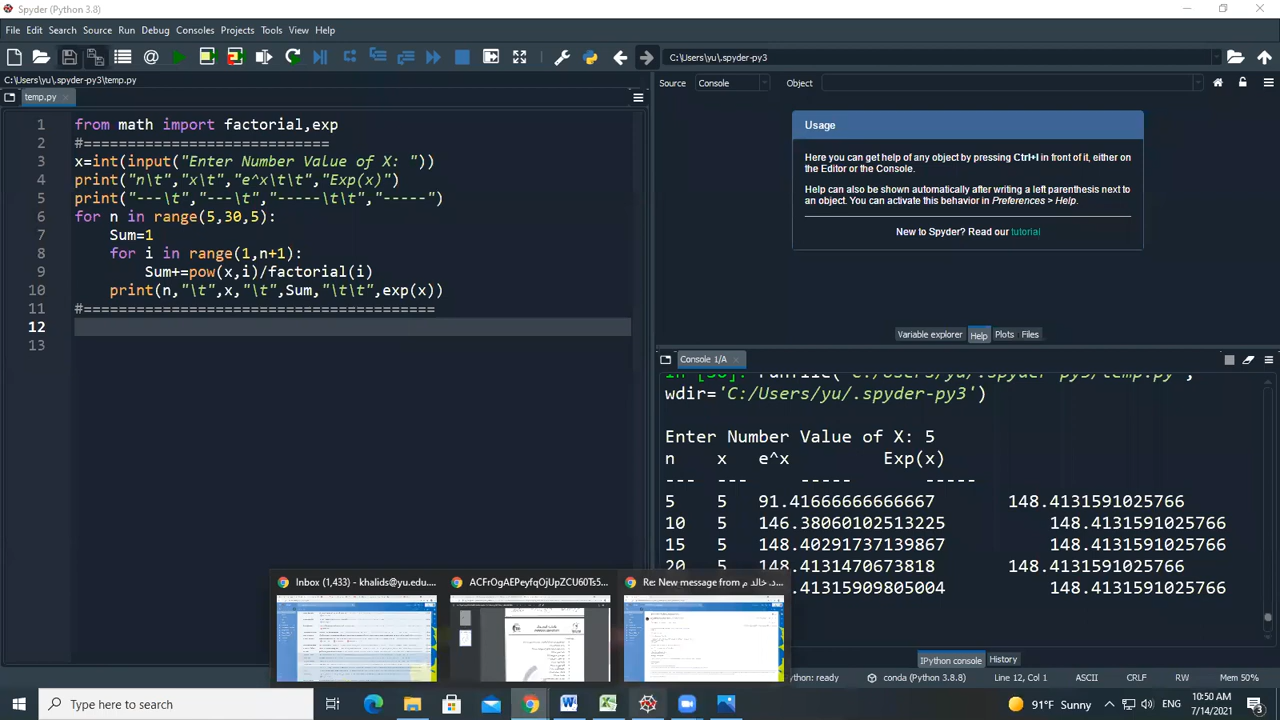 Spyder (Python 3.8)
File Edit Search Source Run Debug Consoles Projects Tools View Help
C:\Users\yu\.spyder-py3
C:\Users\yu\.spyder-py3\temp.py
temp.py
1 from math import factorial,exp
2 #============================
3 x=int(input("Enter Number Value of X: "))
4 print("n\t","x\t","e^x\t\t","Exp(x)")
5 print("---\t","---\t","-----\t\t","-----")
6 for n in range(5,30,5):
7 Sum=1
8 for i in range(1,n+1):
9 Sum+=pow(x,i)/factorial(i)
10 print(n,"\t",x,"\t",Sum,"\t\t",exp(x))
11 #========================================
12
13
Source Console Object
Usage
Here you can get help of any object by pressing Ctrl+I in front of it, either on
the Editor or the Console.
Help can also be shown automatically after writing a left parenthesis next to
an object. You can activate this behavior in Preferences > Help.
New to Spyder? Read our tutorial
Variable explorer Help Plots Files
Console 1/A
wdir='C:/Users/yu/.spyder-py3')
Enter Number Value of X: 5
n x e^x Exp(x)
--- --- ----- -----
5 5 91.41666666666667 148.4131591025766
10 5 146.38060102513225 148.4131591025766
15 5 148.40291737139867 148.4131591025766
20 5 148.4131470673818 148.4131591025766
148.4131591025766
IPython console History
Inbox (1,433) - khalids@yu.edu....
ACFrOgAEPeyfqOjUpZCU60Ts5...
Re: New message from د. خالد م...
conda (Python 3.8.8) CRLF RW Mem 50%
Type here to search
91°F Sunny ENG 10:50 AM
7/14/2021
3